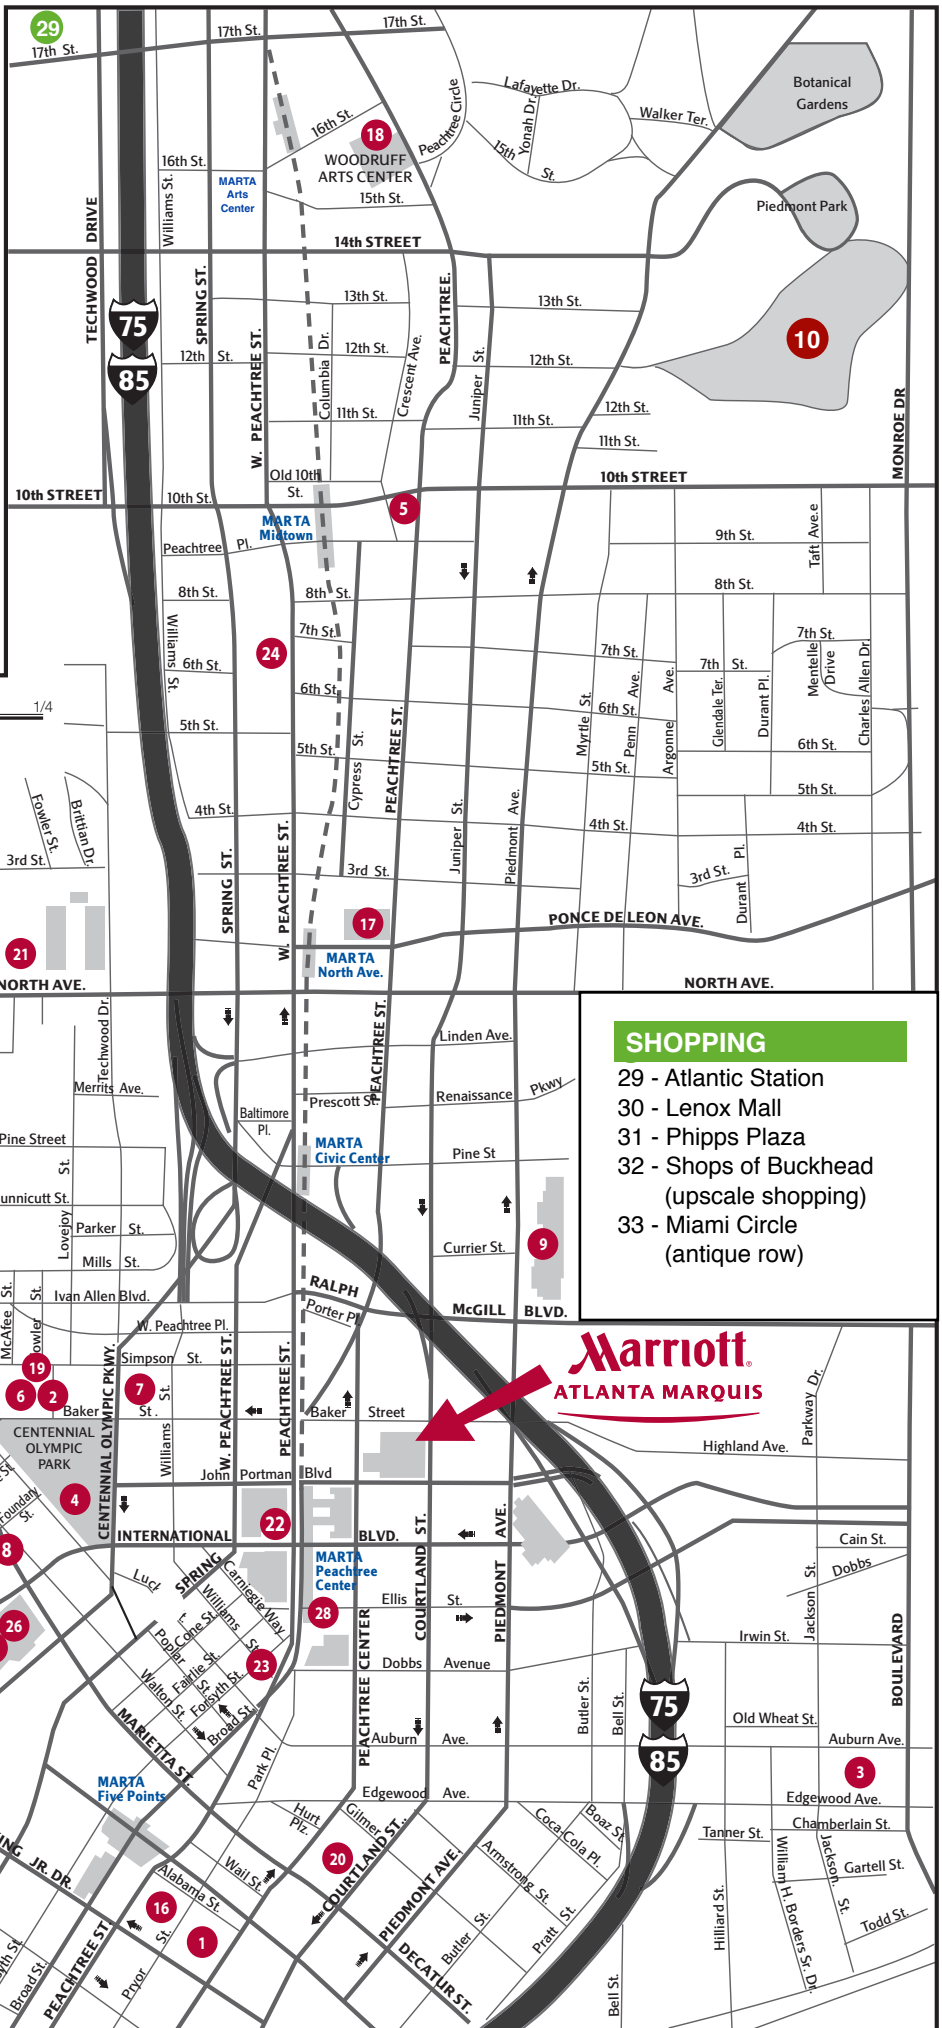 29
17th St.
17th St.
17th St.
Botanical
Gardens
Lafayette Dr.
Yonah Dr.
Walker Ter.
Peachtree Circle
15th St.
16th St.
18
WOODRUFF
ARTS CENTER
16th St.
MARTA
Arts
Center
15th St.
Williams St.
Piedmont Park
TECHWOOD DRIVE
14th STREET
SPRING ST.
W. PEACHTREE ST.
PEACHTREE.
13th St.
13th St.
75
85
10
12th St.
12th St.
12th St.
Columbia Dr.
Crescent Ave.
Juniper St.
11th St.
11th St.
12th St.
11th St.
MONROE DR
Old 10th
St.
10th STREET
10th St.
10th STREET
5
MARTA
Midtown
Peachtree Pl.
9th St.
Taft Ave.e
8th St.
8th St.
8th St.
Williams St.
24
7th St.
7th St.
7th St.
7th St.
Mentelle Drive
Charles Allen Dr.
6th St.
6th St.
6th St.
6th St.
Myrtle St.
Penn Ave.
Argonne Ave.
Glendale Ter.
Durant Pl.
1/4
5th St.
5th St.
5th St.
5th St.
Cypress St.
PEACHTREE ST.
Fowler St.
Brittian Dr.
4th St.
4th St.
4th St.
Juniper St.
Piedmont Ave.
3rd St.
3rd St.
3rd St.
Durant Pl.
SPRING ST.
W. PEACHTREE ST.
17
PONCE DE LEON AVE.
21
MARTA
North Ave.
NORTH AVE.
NORTH AVE.
Techwood Dr.
PEACHTREE ST.
Linden Ave.
SHOPPING
29 - Atlantic Station
30 - Lenox Mall
31 - Phipps Plaza
32 - Shops of Buckhead
(upscale shopping)
33 - Miami Circle
(antique row)
Merrits Ave.
Prescott St.
Renaissance Pkwy
Baltimore
Pl.
Pine Street
MARTA
Civic Center
Pine St
unnicutt St.
Lovejoy St.
Parker St.
Mills St.
Currier St.
9
Ivan Allen Blvd.
RALPH McGILL BLVD.
Porter Pl.
McAfee St.
owler St.
W. Peachtree Pl.
Simpson St.
19
6
2
7
Baker St.
Baker Street
Marriott
ATLANTA MARQUIS
CENTENNIAL OLYMPIC PKWY.
Williams St.
W. PEACHTREE ST.
PEACHTREE ST.
Parkway Dr.
Highland Ave.
CENTENNIAL
OLYMPIC
PARK
4
John Portman Blvd
Foundary St.
8
22
INTERNATIONAL BLVD.
COURTLAND ST.
PIEDMONT AVE.
Cain St.
Dobbs
Jackson St.
MARTA
Peachtree
Center
SPRING
Carnegie Way
Williams St.
Ellis St.
28
26
Cone St.
Poplar
Fairlie St.
Walton St.
Forsyth St.
Broad St.
23
PEACHTREE CENTER
Dobbs Avenue
Irwin St.
BOULEVARD
75
85
Butler St.
Bell St.
Old Wheat St.
MARIETTA ST.
Park Pl.
Auburn Ave.
Auburn Ave.
3
MARTA
Five Points
Edgewood Ave.
Edgewood Ave.
Hurt
Plz.
Gilmer
COURTLAND ST.
Coca-Cola Pl.
Boaz St.
Tanner St.
Chamberlain St.
Gartell St.
Jackson St.
Todd St.
William H. Borders Sr. Dr.
Hilliard St.
ING JR. DR.
20
Wail St.
Armstrong St.
Alabama St.
16
1
PIEDMONT AVE.
Pratt St.
Butler St.
DECATUR ST.
Bell St.
PEACHTREE ST.
Pryor St.
Broad St.